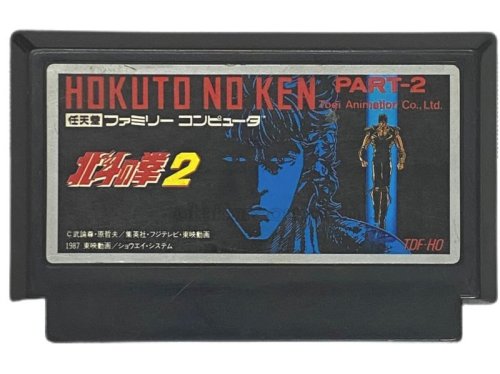 HOKUTO NO KEN PART-2
Toei Animation Co., Ltd.
任天堂 ファミリー コンピュータ
北斗の拳2
©武論尊・原哲夫／集英社・フジテレビ・東映動画
1987 東映動画／ショウエイ・システム
TDF-HO